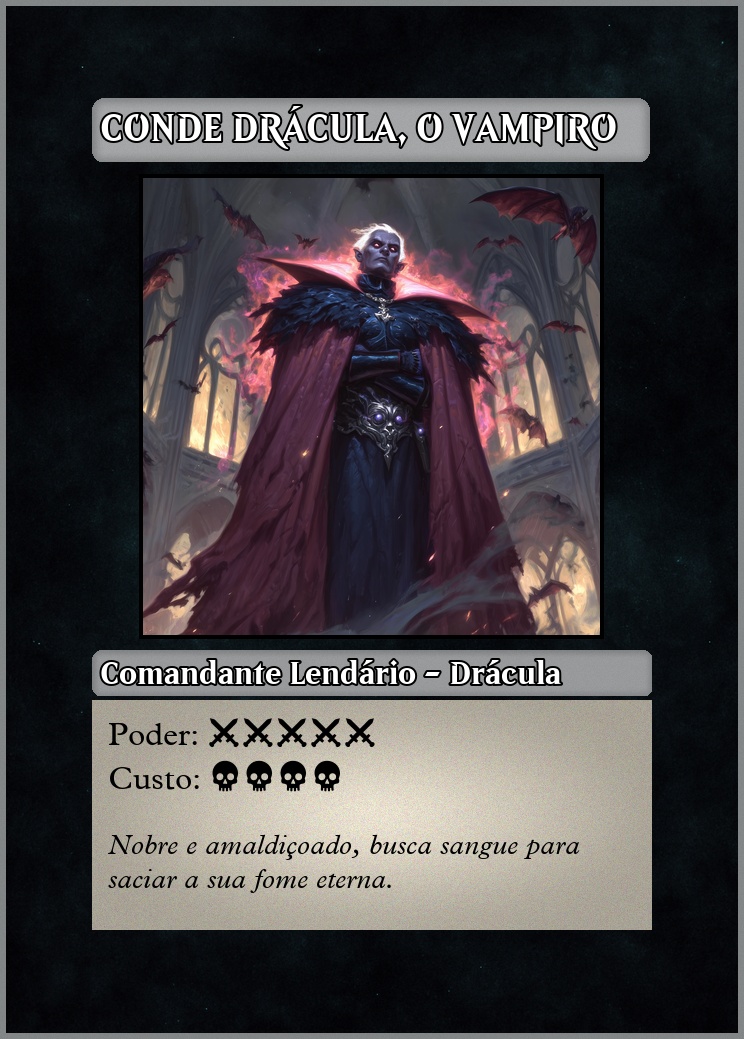 CONDE DRÁCULA, O VAMPIRO
Comandante Lendário - Drácula
Poder: ⚔⚔⚔⚔⚔
Custo: 💀💀💀💀
Nobre e amaldiçoado, busca sangue para
saciar a sua fome eterna.